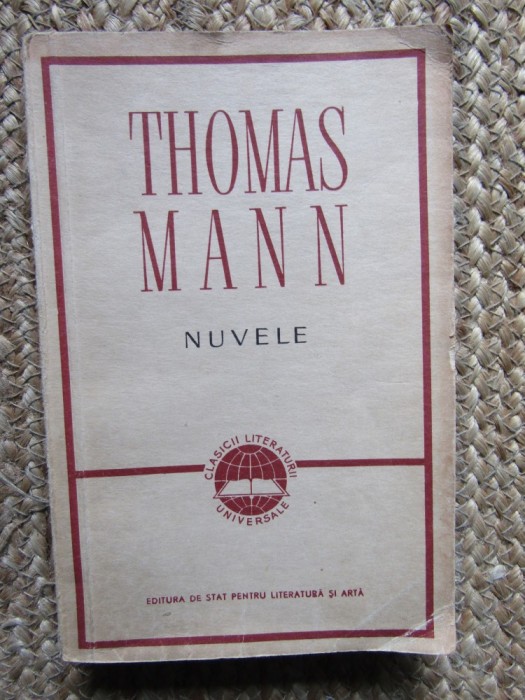 THOMAS
MANN
NUVELE
CLASICII LITERATURII
UNIVERSALE
EDITURA DE STAT PENTRU LITERATURĂ ȘI ARTĂ